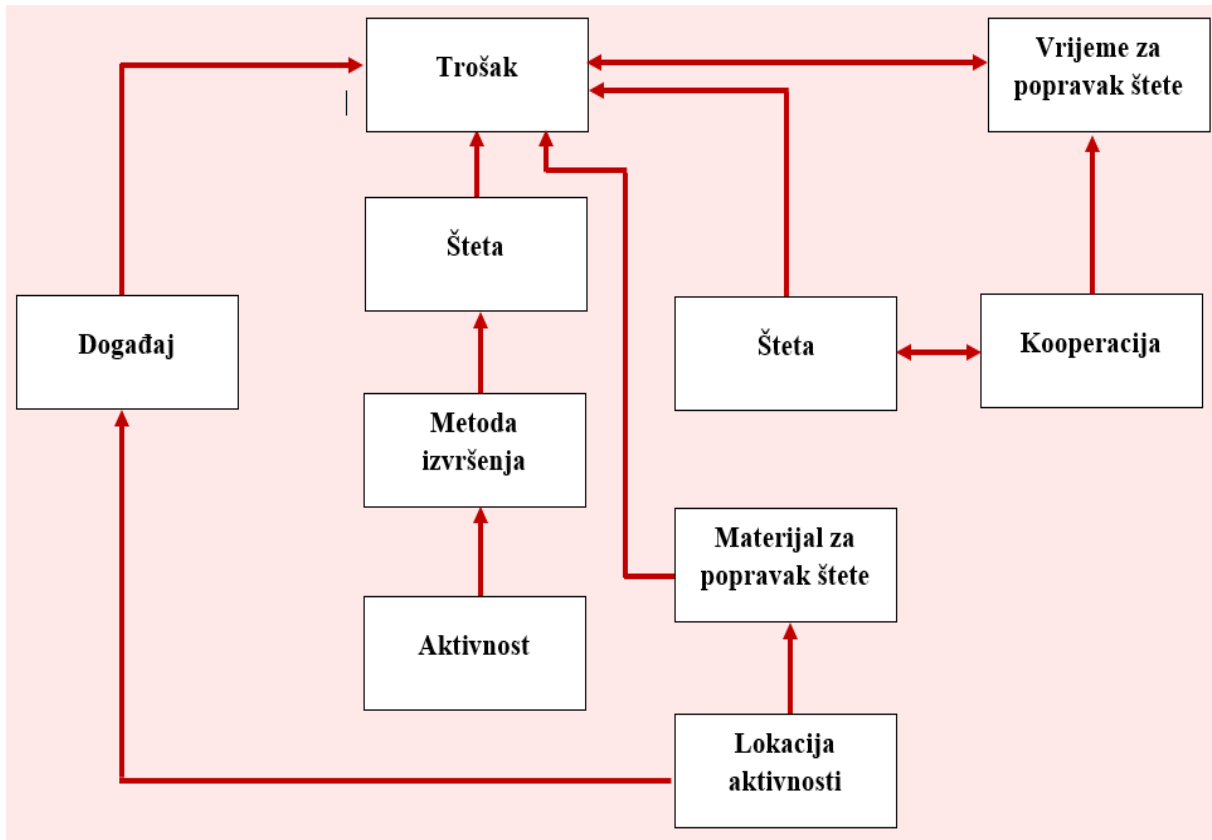 Trošak
Vrijeme za
popravak štete
Šteta
Događaj
Šteta
Kooperacija
Metoda
izvršenja
Materijal za
popravak štete
Aktivnost
Lokacija
aktivnosti